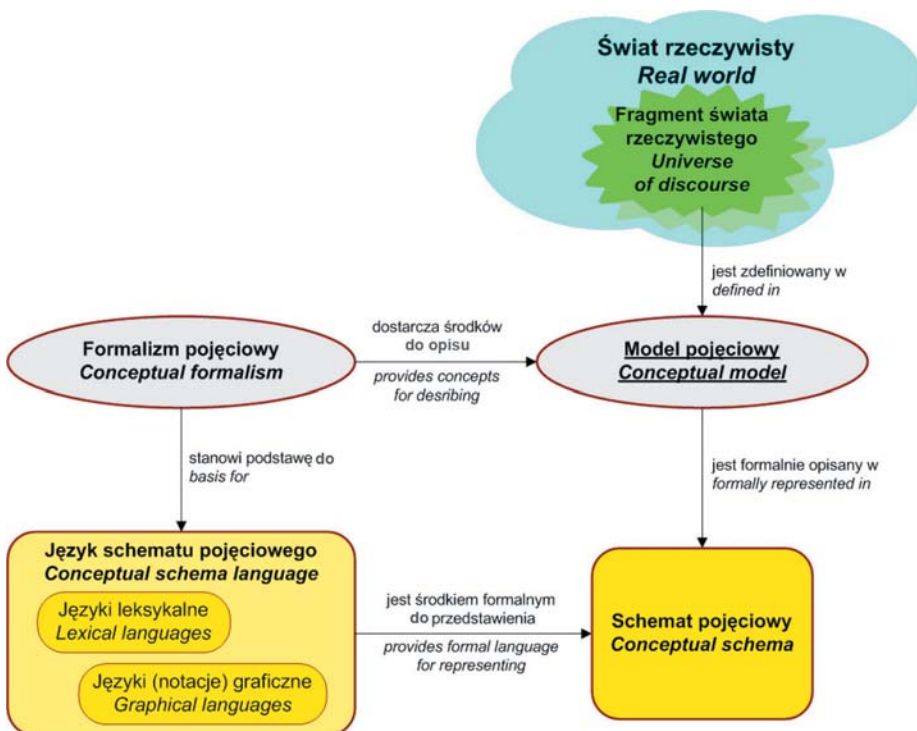 Świat rzeczywisty
Real world
Fragment świata
rzeczywistego
Universe
of discourse
jest zdefiniowany w
defined in
Formalizm pojęciowy
Conceptual formalism
dostarcza środków
do opisu
provides concepts
for desribing
Model pojęciowy
Conceptual model
stanowi podstawę do
basis for
jest formalnie opisany w
formally represented in
Język schematu pojęciowego
Conceptual schema language
Języki leksykalne
Lexical languages
Języki (notacje) graficzne
Graphical languages
jest środkiem formalnym
do przedstawienia
provides formal language
for representing
Schemat pojęciowy
Conceptual schema